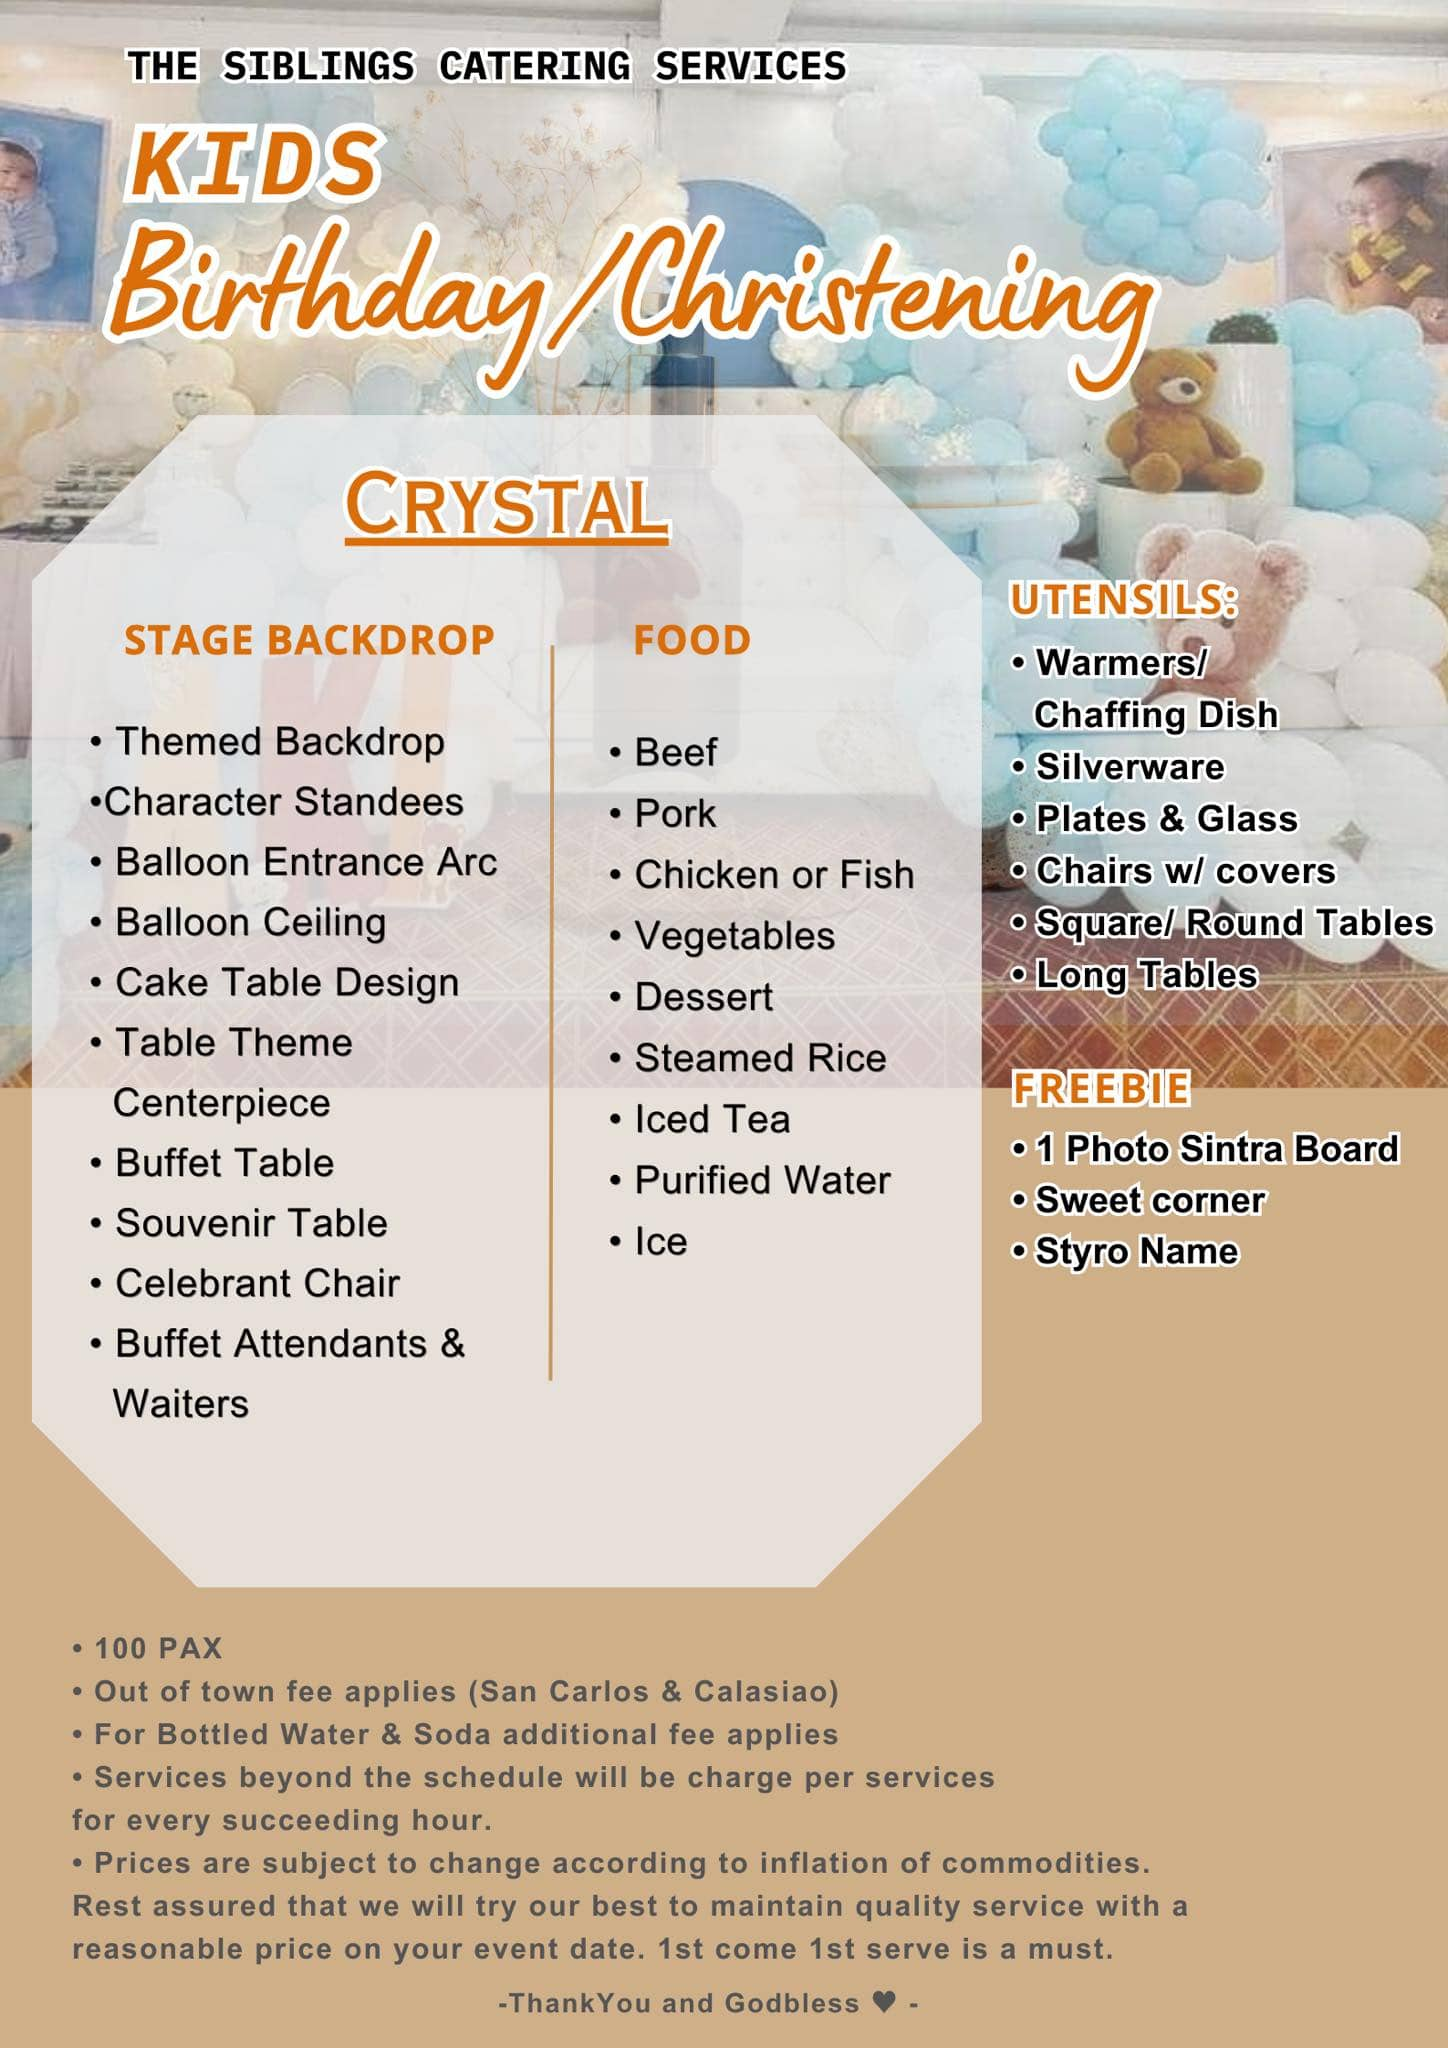 THE SIBLINGS CATERING SERVICES
KIDS
Birthday/Christening
CRYSTAL
STAGE BACKDROP
• Themed Backdrop
•Character Standees
• Balloon Entrance Arc
• Balloon Ceiling
• Cake Table Design
• Table Theme
Centerpiece
• Buffet Table
• Souvenir Table
• Celebrant Chair
• Buffet Attendants &
Waiters
FOOD
• Beef
• Pork
• Chicken or Fish
• Vegetables
• Dessert
• Steamed Rice
• Iced Tea
• Purified Water
• Ice
UTENSILS:
• Warmers/
Chaffing Dish
• Silverware
• Plates & Glass
• Chairs w/ covers
• Square/ Round Tables
• Long Tables
FREEBIE
• 1 Photo Sintra Board
• Sweet corner
• Styro Name
• 100 PAX
• Out of town fee applies (San Carlos & Calasiao)
• For Bottled Water & Soda additional fee applies
• Services beyond the schedule will be charge per services
for every succeeding hour.
• Prices are subject to change according to inflation of commodities.
Rest assured that we will try our best to maintain quality service with a
reasonable price on your event date. 1st come 1st serve is a must.
-ThankYou and Godbless ♥ -